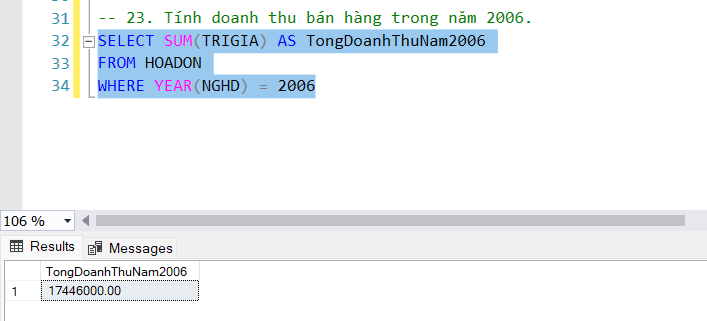 31 -- 23. Tính doanh thu bán hàng trong năm 2006.
32 SELECT SUM(TRIGIA) AS TongDoanhThuNam2006
33 FROM HOADON
34 WHERE YEAR(NGHD) = 2006
106 %
Results Messages
TongDoanhThuNam2006
1 17446000.00